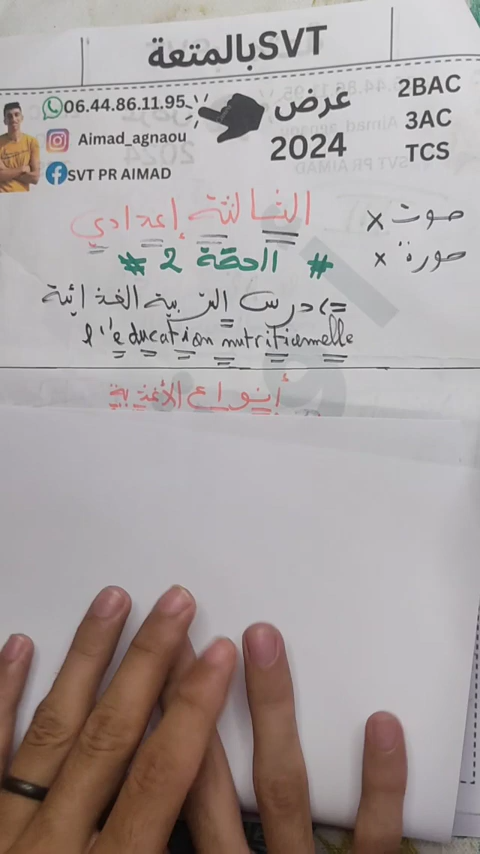 SVTبالمتعة
06.44.86.11.95
Aimad_agnaou
SVT PR AIMAD
عرض
2024
2BAC
3AC
TCS
صوت x
صورة x
الثالثة إعدادي
# الحصة 2 #
=> درس التربية الغذائية
l'éducation nutritionnelle
أنواع الأغذية